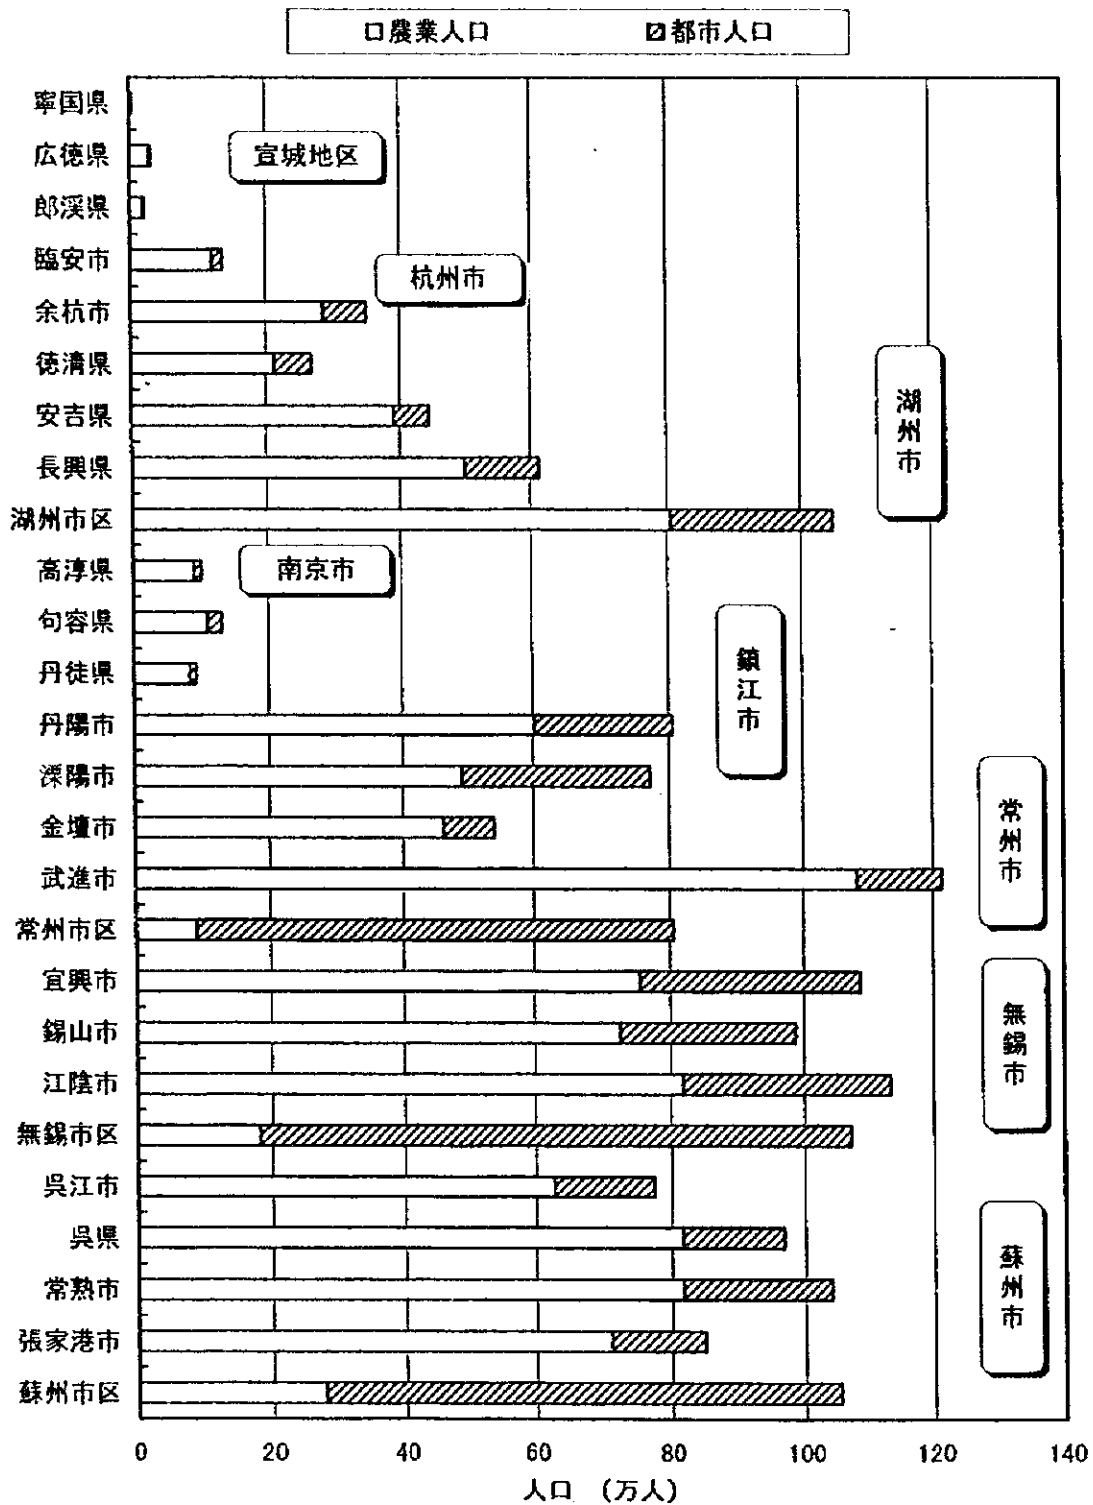 農業人口 都市人口
寧国県
広徳県
宣城地区
郎渓県
臨安市
杭州市
余杭市
徳清県
安吉県
湖州市
長興県
湖州市区
高淳県
南京市
句容県
丹徒県
鎮江市
丹陽市
溧陽市
金壇市
常州市
武進市
常州市区
宜興市
錫山市
無錫市
江陰市
無錫市区
呉江市
呉県
蘇州市
常熟市
張家港市
蘇州市区
0 20 40 60 80 100 120 140
人口 (万人)